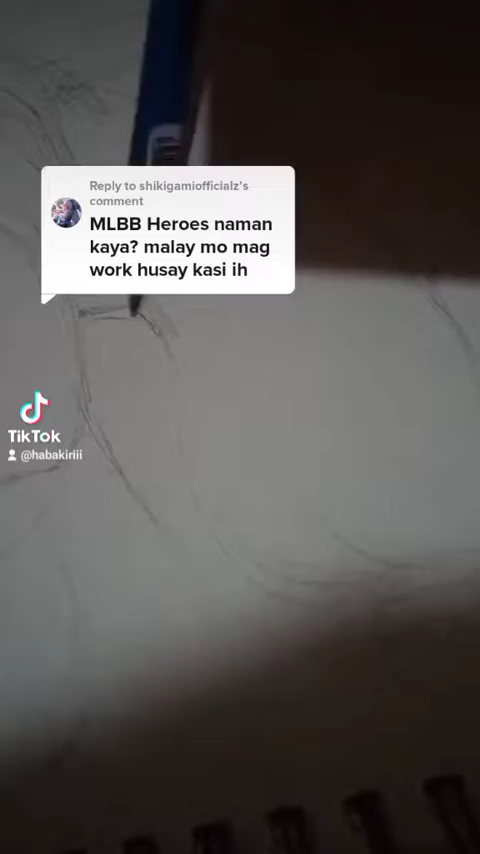 Reply to shikigamiofficialz's
comment
MLBB Heroes naman
kaya? malay mo mag
work husay kasi ih
TikTok
@habakiriii